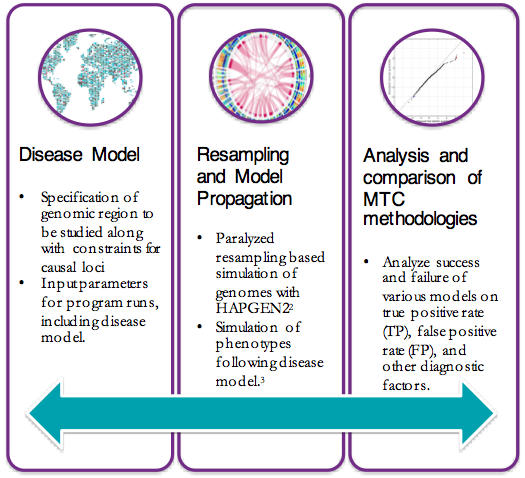 Disease Model
• Specification of
genomic region to
be studied along
with constraints for
causal loci
• Input parameters
for program runs,
including disease
model.
Resampling
and Model
Propagation
• Paralyzed
resampling based
simulation of
genomes with
HAPGEN2²
• Simulation of
phenotypes
following disease
model.³
Analysis and
comparison of
MTC
methodologies
• Analyze success
and failure of
various models on
true positive rate
(TP), false positive
rate (FP), and
other diagnostic
factors.